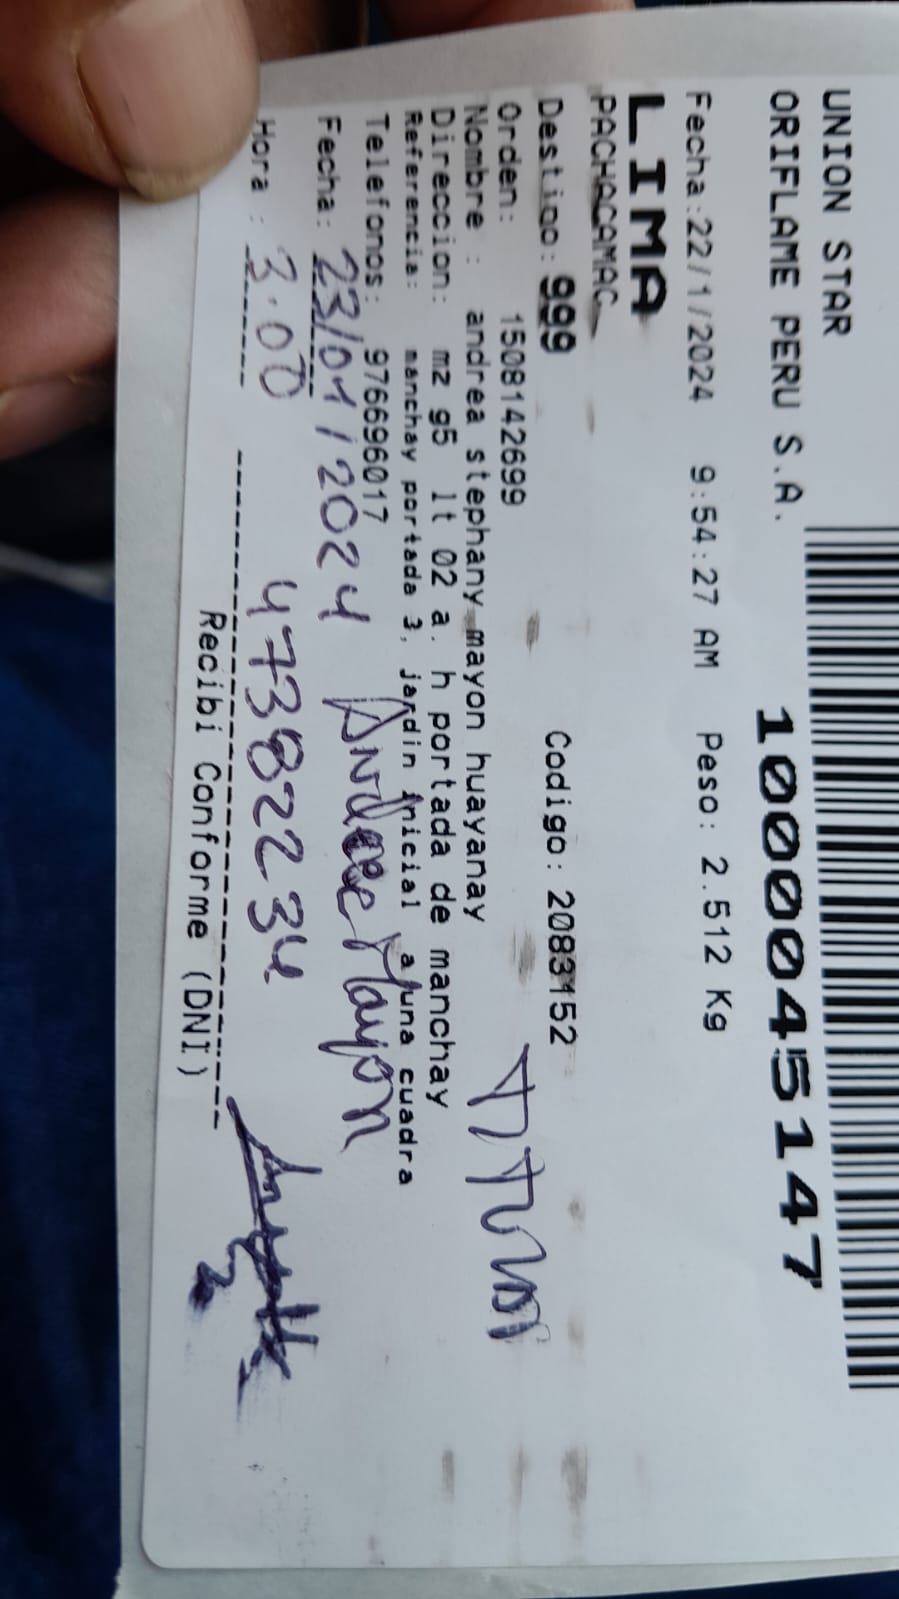 UNION STAR
ORIFLAME PERU S.A.
1000045147
Fecha:22/1/2024 9:54:27 AM Peso: 2.512 Kg
LIMA
PACHACAMAC
Destino: 999 Codigo: 2083152
Orden: 1508142699
Nombre : andrea stephany mayon huayanay
Direccion: mz g5 lt 02 a. h portada de manchay
Referencia: manchay portada 3, jardin inicial a una cuadra
Telefonos: 976696017
Fecha: 23/01/2024 Andrea Mayon
Hora : 3.00 47382234
Recibi Conforme (DNI)